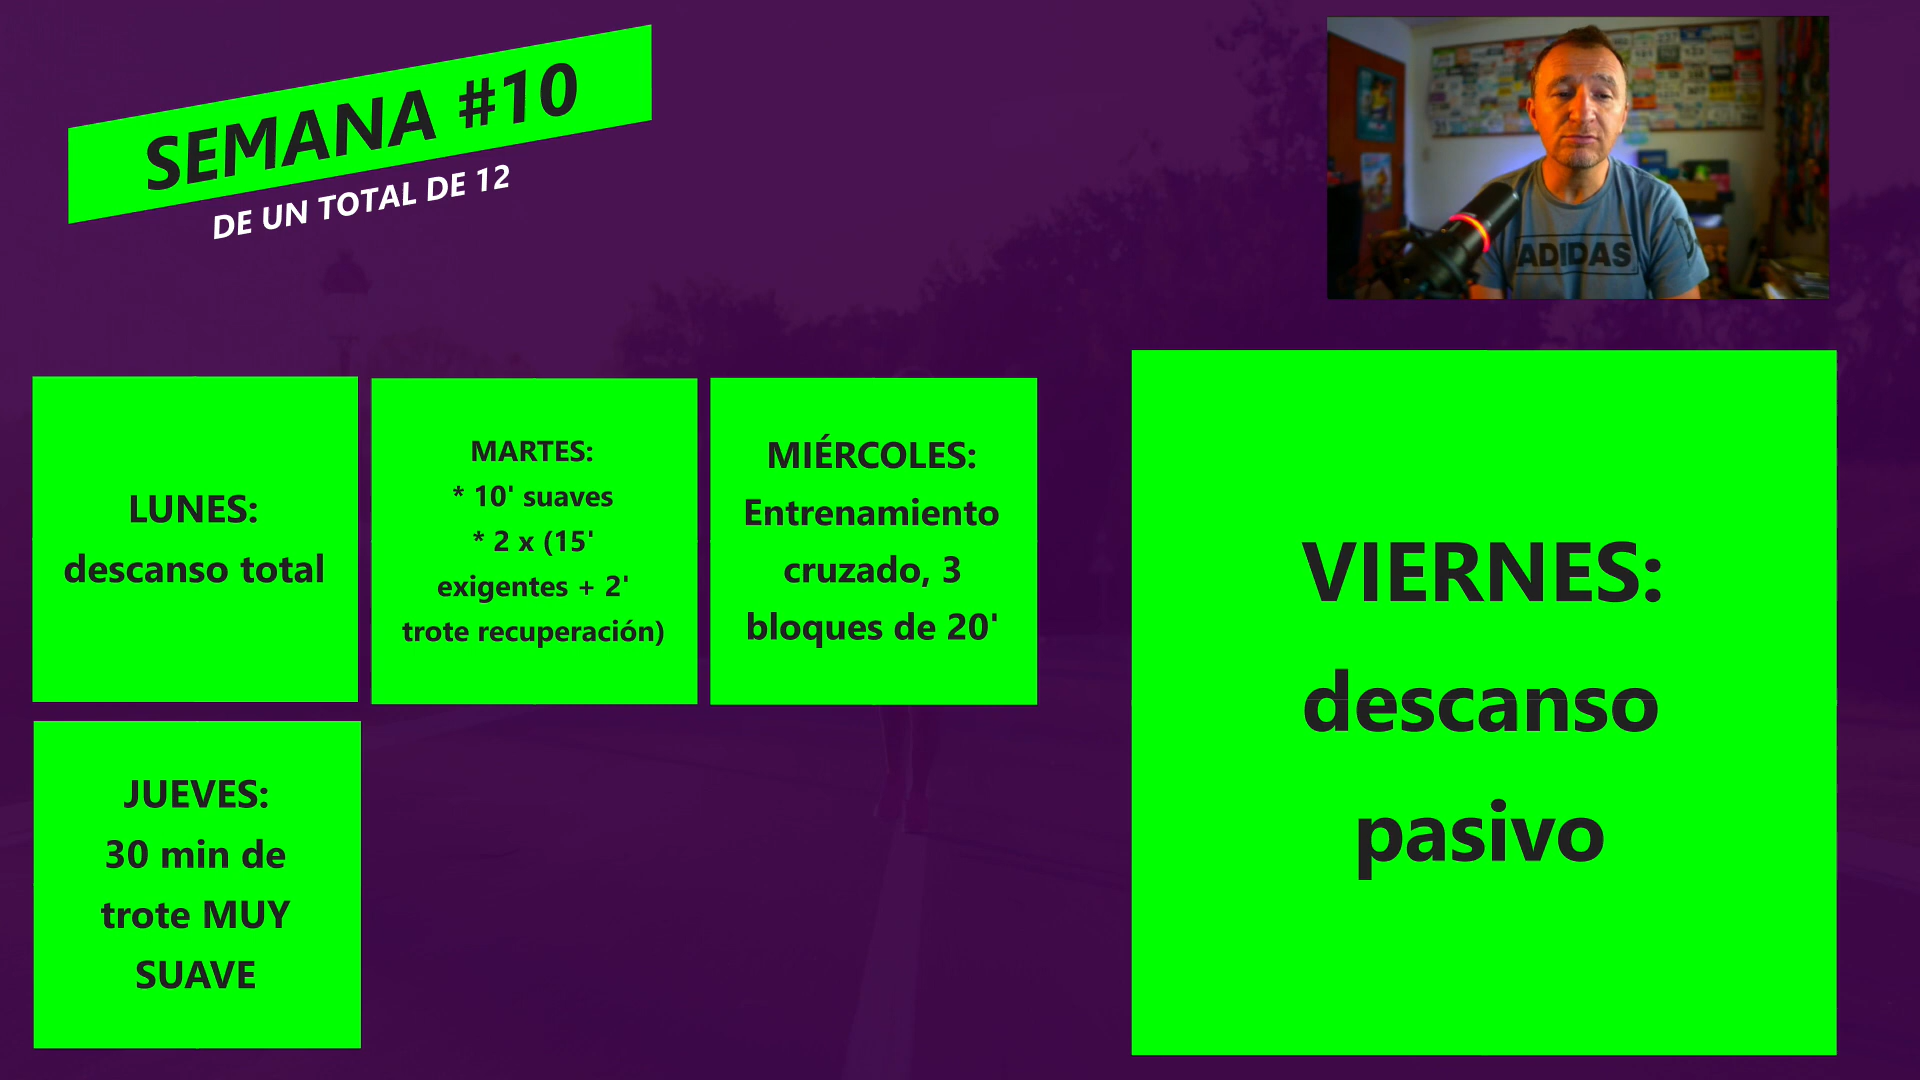 SEMANA #10
DE UN TOTAL DE 12
ADIDAS
LUNES:
descanso total
MARTES:
* 10' suaves
* 2 x (15'
exigentes + 2'
trote recuperación)
MIÉRCOLES:
Entrenamiento
cruzado, 3
bloques de 20'
JUEVES:
30 min de
trote MUY
SUAVE
VIERNES:
descanso
pasivo